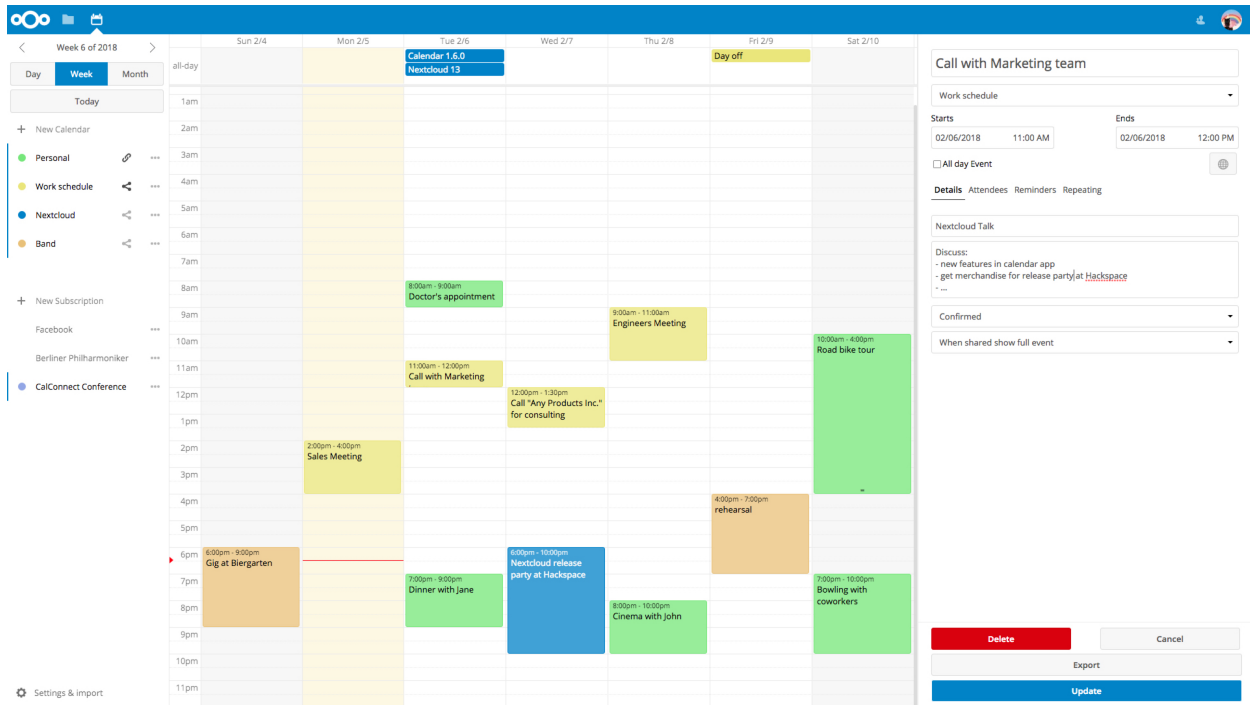 Week 6 of 2018
Day Week Month
Today
New Calendar
Personal
Work schedule
Nextcloud
Band
New Subscription
Facebook
Berliner Philharmoniker
CalConnect Conference
Settings & import
Sun 2/4 Mon 2/5 Tue 2/6 Wed 2/7 Thu 2/8 Fri 2/9 Sat 2/10
all-day
Calendar 1.6.0
Nextcloud 13
Day off
1am
2am
3am
4am
5am
6am
7am
8am
9am
10am
11am
12pm
1pm
2pm
3pm
4pm
5pm
6pm
7pm
8pm
9pm
10pm
11pm
6:00pm - 9:00pm
Gig at Biergarten
2:00pm - 4:00pm
Sales Meeting
8:00am - 9:00am
Doctor's appointment
11:00am - 12:00pm
Call with Marketing
7:00pm - 9:00pm
Dinner with Jane
12:00pm - 1:30pm
Call "Any Products Inc."
for consulting
6:00pm - 10:00pm
Nextcloud release
party at Hackspace
9:00am - 11:00am
Engineers Meeting
8:00pm - 10:00pm
Cinema with John
4:00pm - 7:00pm
rehearsal
10:00am - 4:00pm
Road bike tour
7:00pm - 10:00pm
Bowling with
coworkers
Call with Marketing team
Work schedule
Starts Ends
02/06/2018 11:00 AM 02/06/2018 12:00 PM
All day Event
Details Attendees Reminders Repeating
Nextcloud Talk
Discuss:
- new features in calendar app
- get merchandise for release party at Hackspace
- ...
Confirmed
When shared show full event
Delete Cancel
Export
Update